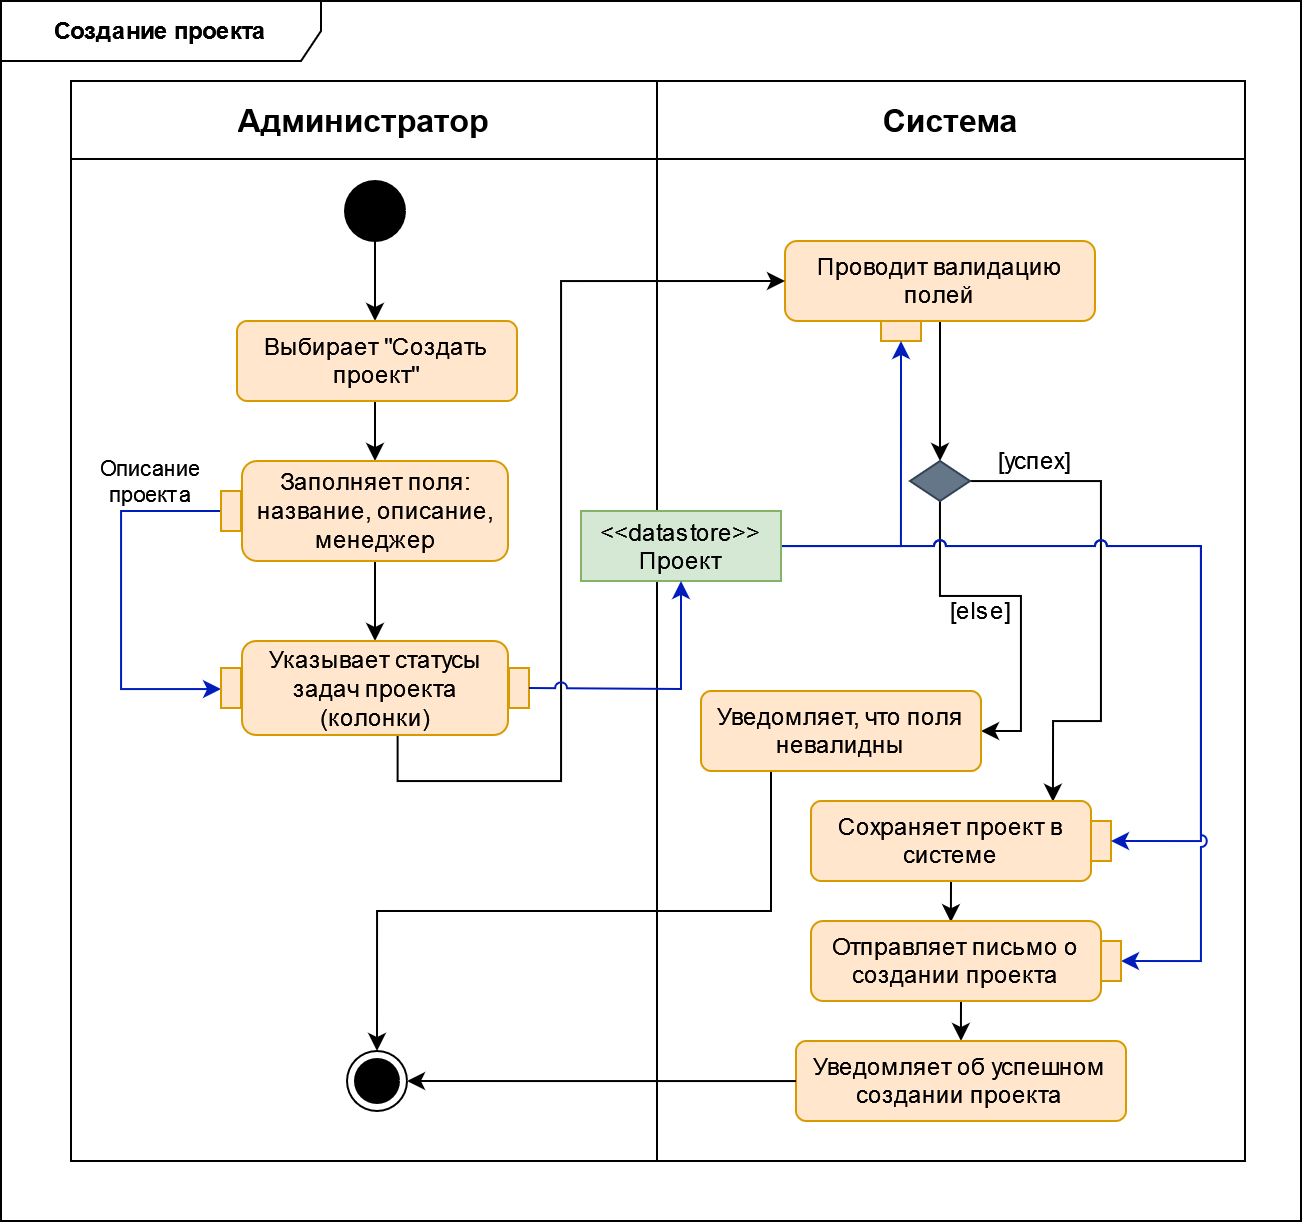 Создание проекта
Администратор
Система
Проводит валидацию
полей
Выбирает "Создать
проект"
Описание
проекта
Заполняет поля:
название, описание,
менеджер
[успех]
<<datastore>>
Проект
[else]
Указывает статусы
задач проекта
(колонки)
Уведомляет, что поля
невалидны
Сохраняет проект в
системе
Отправляет письмо о
создании проекта
Уведомляет об успешном
создании проекта